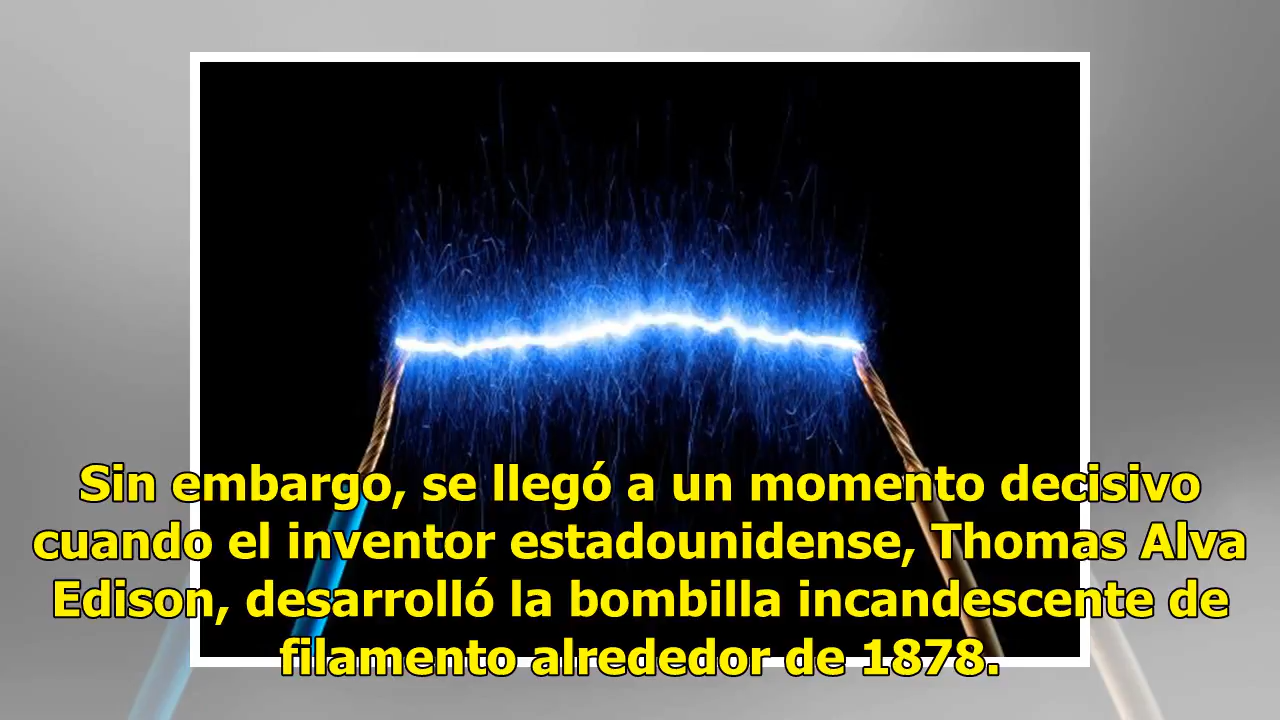 Sin embargo, se llegó a un momento decisivo
cuando el inventor estadounidense, Thomas Alva
Edison, desarrolló la bombilla incandescente de
filamento alrededor de 1878.